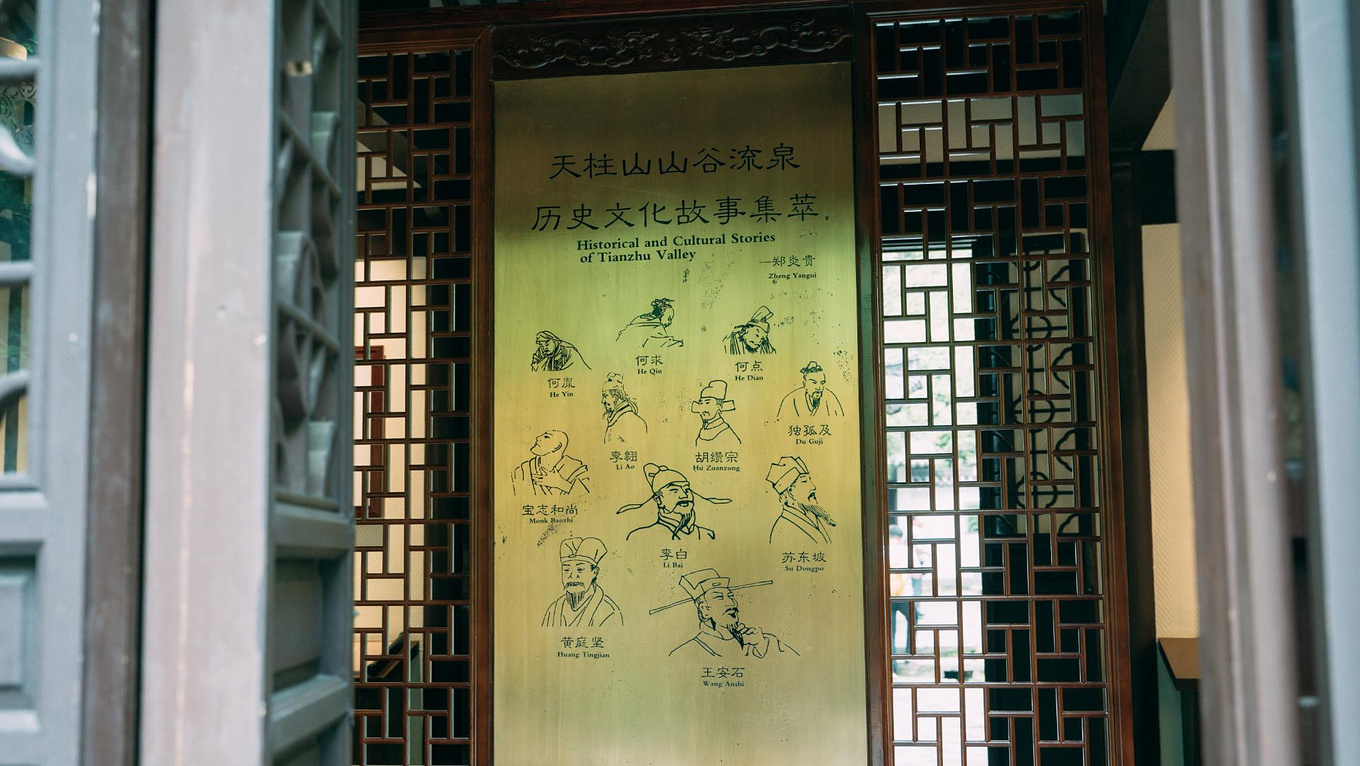 天柱山山谷流泉
历史文化故事集萃
Historical and Cultural Stories
of Tianzhu Valley
—郑炎贵
Zheng Yangui
何求
He Qiu
何点
He Dian
何胤
He Yin
独孤及
Du Guji
李翱
Li Ao
胡缵宗
Hu Zuanzong
宝志和尚
Monk Baozhi
李白
Li Bai
苏东坡
Su Dongpo
黄庭坚
Huang Tingjian
王安石
Wang Anshi